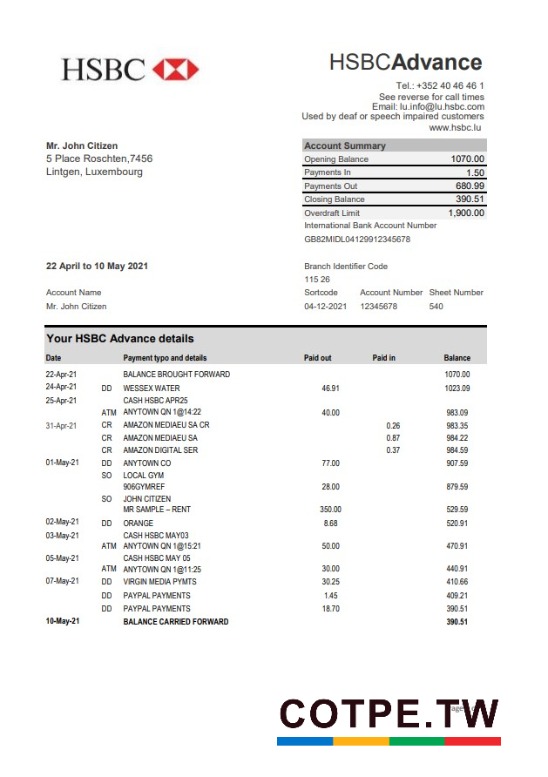 HSBC
HSBCAdvance
Tel.: +352 40 46 46 1
See reverse for call times
Email: lu.info@lu.hsbc.com
Used by deaf or speech impaired customers
www.hsbc.lu
Mr. John Citizen
5 Place Roschten,7456
Lintgen, Luxembourg
Account Summary
Opening Balance 1070.00
Payments In 1.50
Payments Out 680.99
Closing Balance 390.51
Overdraft Limit 1,900.00
International Bank Account Number
GB82MIDL04129912345678
22 April to 10 May 2021
Branch Identifier Code
115 26
Account Name Sortcode Account Number Sheet Number
Mr. John Citizen 04-12-2021 12345678 540
Your HSBC Advance details
Date Payment typo and details Paid out Paid in Balance
22-Apr-21 BALANCE BROUGHT FORWARD 1070.00
24-Apr-21 DD WESSEX WATER 46.91 1023.09
25-Apr-21 CASH HSBC APR25
ATM ANYTOWN QN 1@14:22 40.00 983.09
31-Apr-21 CR AMAZON MEDIAEU SA CR 0.26 983.35
CR AMAZON MEDIAEU SA 0.87 984.22
CR AMAZON DIGITAL SER 0.37 984.59
01-May-21 DD ANYTOWN CO 77.00 907.59
SO LOCAL GYM
906GYMREF 28.00 879.59
SO JOHN CITIZEN
MR SAMPLE – RENT 350.00 529.59
02-May-21 DD ORANGE 8.68 520.91
03-May-21 CASH HSBC MAY03
ATM ANYTOWN QN 1@15:21 50.00 470.91
05-May-21 CASH HSBC MAY 05
ATM ANYTOWN QN 1@11:25 30.00 440.91
07-May-21 DD VIRGIN MEDIA PYMTS 30.25 410.66
DD PAYPAL PAYMENTS 1.45 409.21
DD PAYPAL PAYMENTS 18.70 390.51
10-May-21 BALANCE CARRIED FORWARD 390.51
COTPE.TW